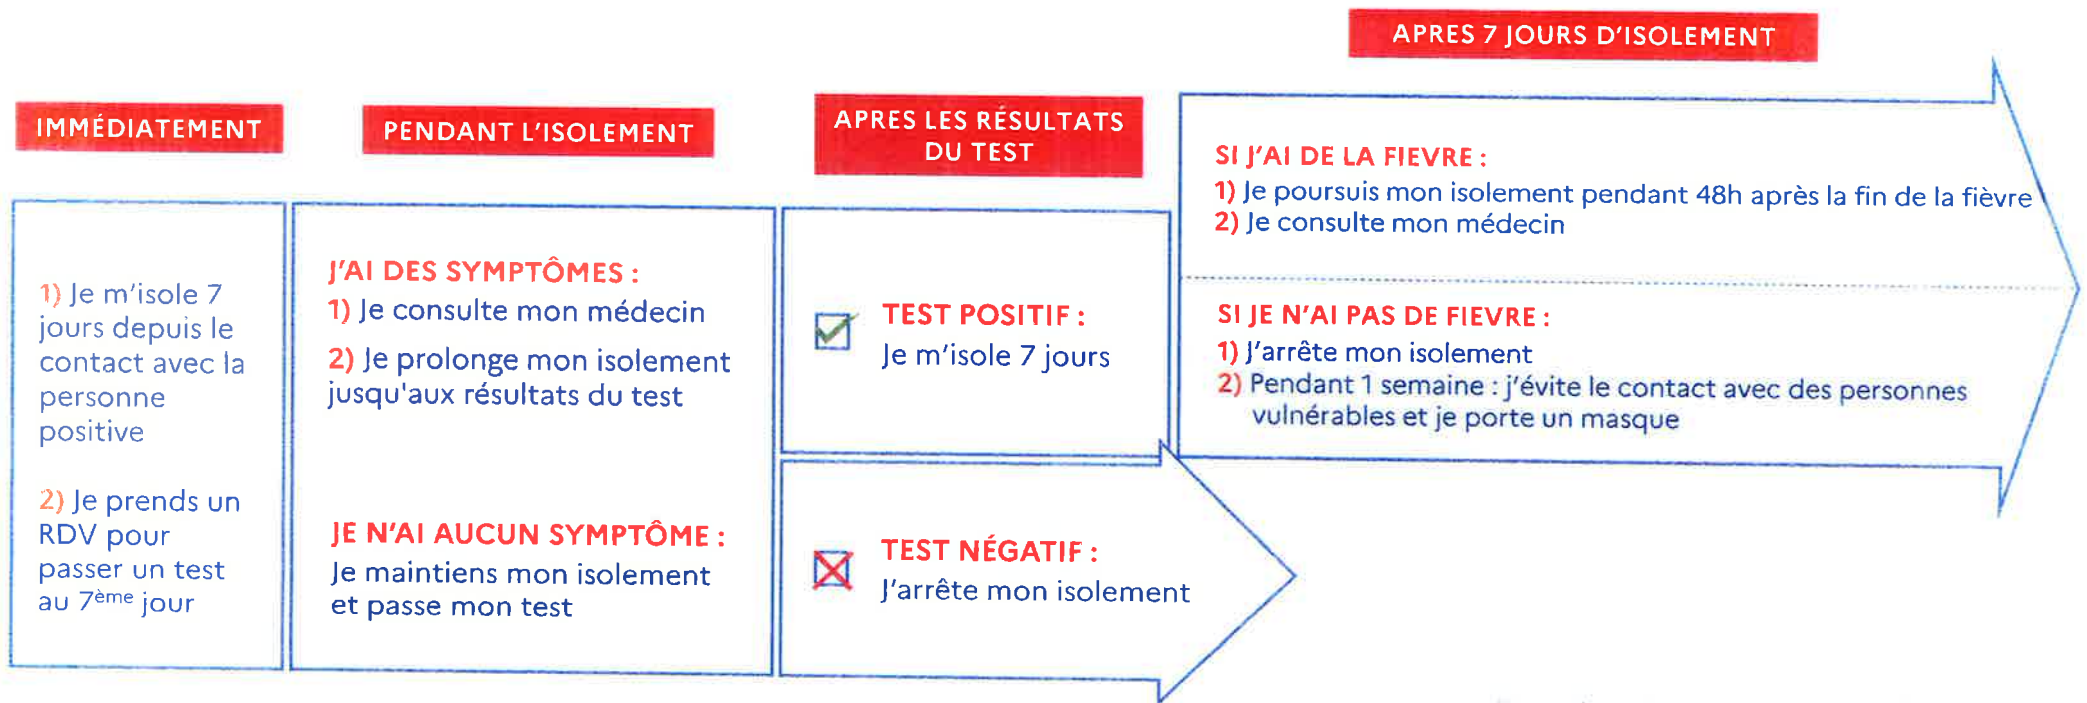 IMMÉDIATEMENT
1) Je m'isole 7
jours depuis le
contact avec la
personne
positive
2) Je prends un
RDV pour
passer un test
au 7ème jour
PENDANT L'ISOLEMENT
J'AI DES SYMPTÔMES :
1) Je consulte mon médecin
2) Je prolonge mon isolement
jusqu'aux résultats du test
JE N'AI AUCUN SYMPTÔME :
Je maintiens mon isolement
et passe mon test
APRES LES RÉSULTATS
DU TEST
TEST POSITIF :
Je m'isole 7 jours
TEST NÉGATIF :
J'arrête mon isolement
APRES 7 JOURS D'ISOLEMENT
SI J'AI DE LA FIEVRE :
1) Je poursuis mon isolement pendant 48h après la fin de la fièvre
2) Je consulte mon médecin
SI JE N'AI PAS DE FIEVRE :
1) J'arrête mon isolement
2) Pendant 1 semaine : j'évite le contact avec des personnes
vulnérables et je porte un masque